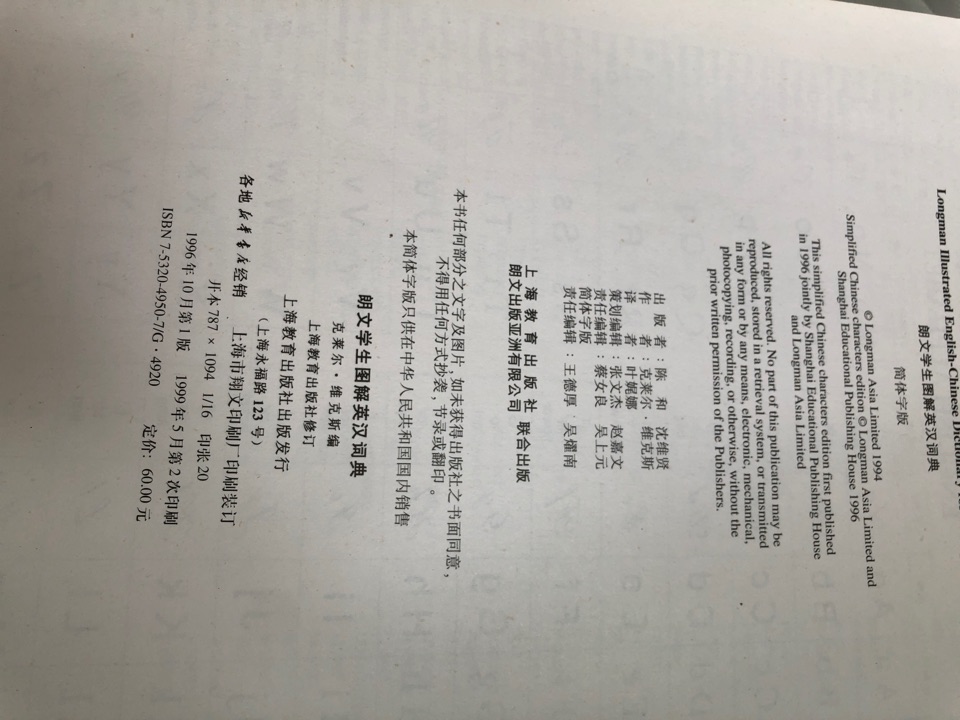 Longman Illustrated English-Chinese Dictionary
朗文学生图解英汉词典
简体字版
© Longman Asia Limited 1994
Simplified Chinese characters edition © Longman Asia Limited and
Shanghai Educational Publishing House 1996
This simplified Chinese characters edition first published
in 1996 jointly by Shanghai Educational Publishing House
and Longman Asia Limited
All rights reserved. No part of this publication may be
reproduced, stored in a retrieval system, or transmitted
in any form or by any means, electronic, mechanical,
photocopying, recording, or otherwise, without the
prior written permission of the Publishers.
出版者：陈 和 沈维贤
作者：克莱尔·维克斯
译者：叶妮娜 赵嘉文
策划编辑：张文杰 吴上元
责任编辑：蔡女良
简体字版
责任编辑：王德厚 吴燿南
上海教育出版社
朗文出版亚洲有限公司 联合出版
本书任何部分之文字及图片，如未获得出版社之书面同意，
不得用任何方式抄袭，节录或翻印。
本简体字版只供在中华人民共和国国内销售
朗文学生图解英汉词典
克莱尔·维克斯编
上海教育出版社修订
上海教育出版社出版发行
（上海永福路 123 号）
各地新华书店经销 上海市翔文印刷厂印刷装订
开本 787 × 1094 1/16 印张 20
1996 年 10 月第 1 版 1999 年 5 月第 2 次印刷
ISBN 7-5320-4950-7/G·4920 定价：60.00 元